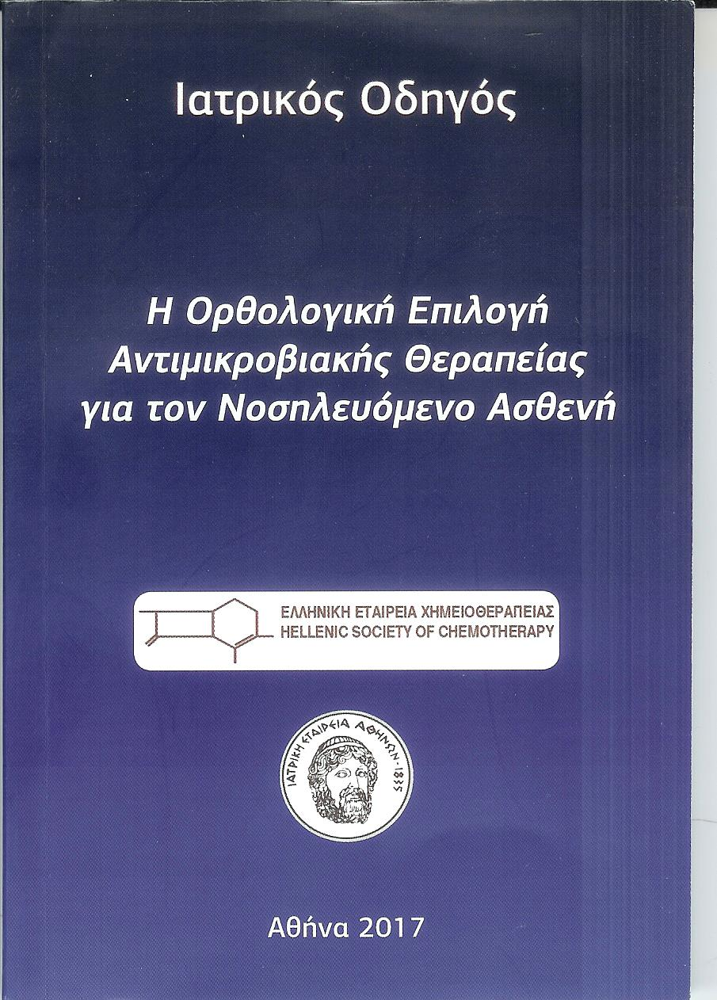 Ιατρικός Οδηγός
Η Ορθολογική Επιλογή
Αντιμικροβιακής Θεραπείας
για τον Νοσηλευόμενο Ασθενή
ΕΛΛΗΝΙΚΗ ΕΤΑΙΡΕΙΑ ΧΗΜΕΙΟΘΕΡΑΠΕΙΑΣ
HELLENIC SOCIETY OF CHEMOTHERAPY
ΙΑΤΡΙΚΗ ΕΤΑΙΡΕΙΑ ΑΘΗΝΩΝ · 1835
Αθήνα 2017